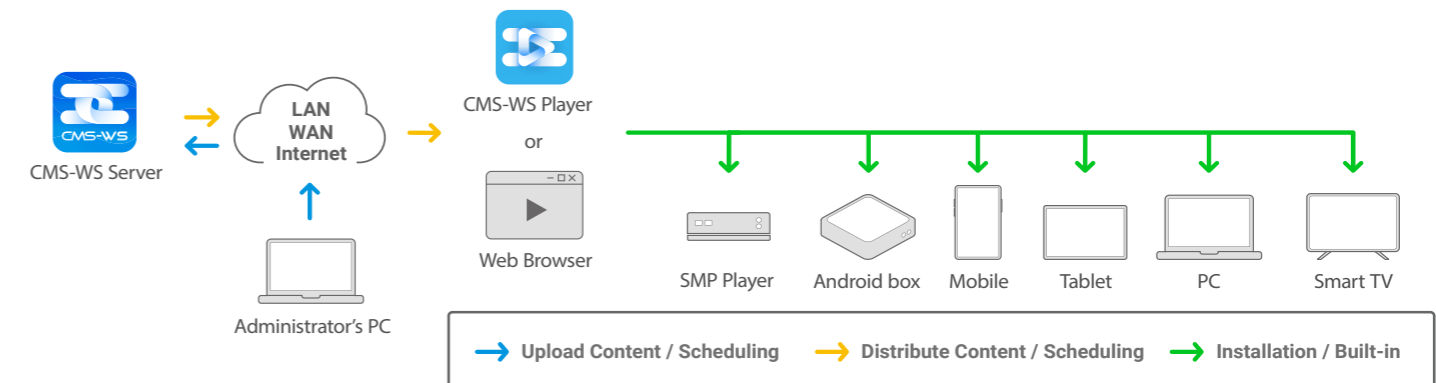 CMS-WS
CMS-WS Server
LAN
WAN
Internet
Administrator's PC
CMS-WS Player
or
Web Browser
SMP Player
Android box
Mobile
Tablet
PC
Smart TV
Upload Content / Scheduling
Distribute Content / Scheduling
Installation / Built-in